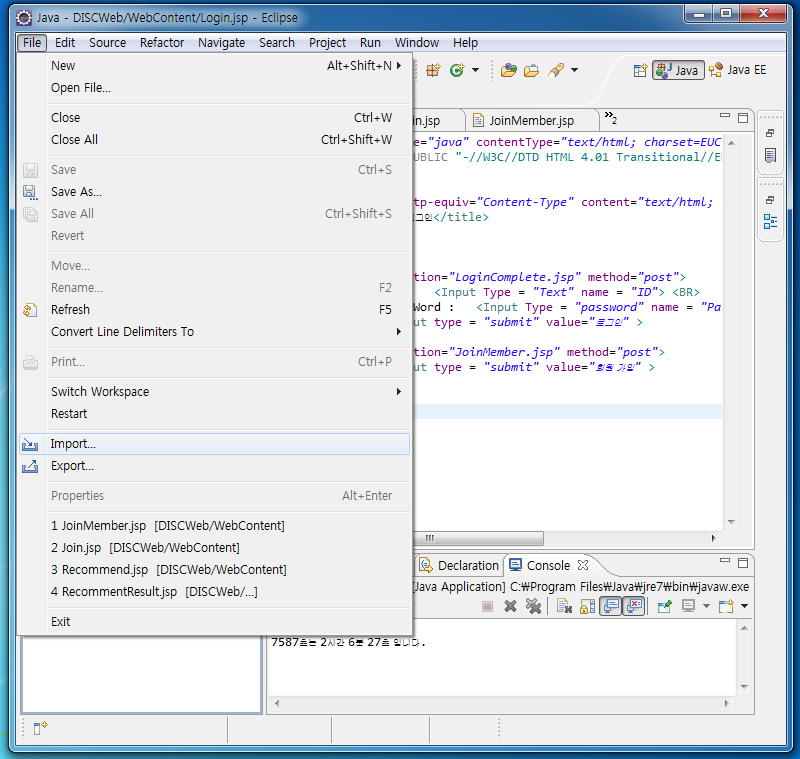 Java - DISCWeb/WebContent/Login.jsp - Eclipse
File Edit Source Refactor Navigate Search Project Run Window Help
New Alt+Shift+N
Open File...
Close Ctrl+W
Close All Ctrl+Shift+W
Save Ctrl+S
Save As...
Save All Ctrl+Shift+S
Revert
Move...
Rename... F2
Refresh F5
Convert Line Delimiters To
Print... Ctrl+P
Switch Workspace
Restart
Import...
Export...
Properties Alt+Enter
1 JoinMember.jsp [DISCWeb/WebContent]
2 Join.jsp [DISCWeb/WebContent]
3 Recommend.jsp [DISCWeb/WebContent]
4 RecommentResult.jsp [DISCWeb/...]
Exit
Java Java EE
in.jsp JoinMember.jsp »2
e="java" contentType="text/html; charset=EUC
PUBLIC "-//W3C//DTD HTML 4.01 Transitional//E
tp-equiv="Content-Type" content="text/html;
그인</title>
tion="LoginComplete.jsp" method="post">
<Input Type = "Text" name = "ID"> <BR>
Word : <Input Type = "password" name = "Pa
ut type = "submit" value="로그인" >
tion="JoinMember.jsp" method="post">
ut type = "submit" value="회원 가입" >
Declaration Console
[Java Application] C:₩Program Files₩Java₩jre7₩bin₩javaw.exe
7587초는 2시간 6분 27초 입니다.